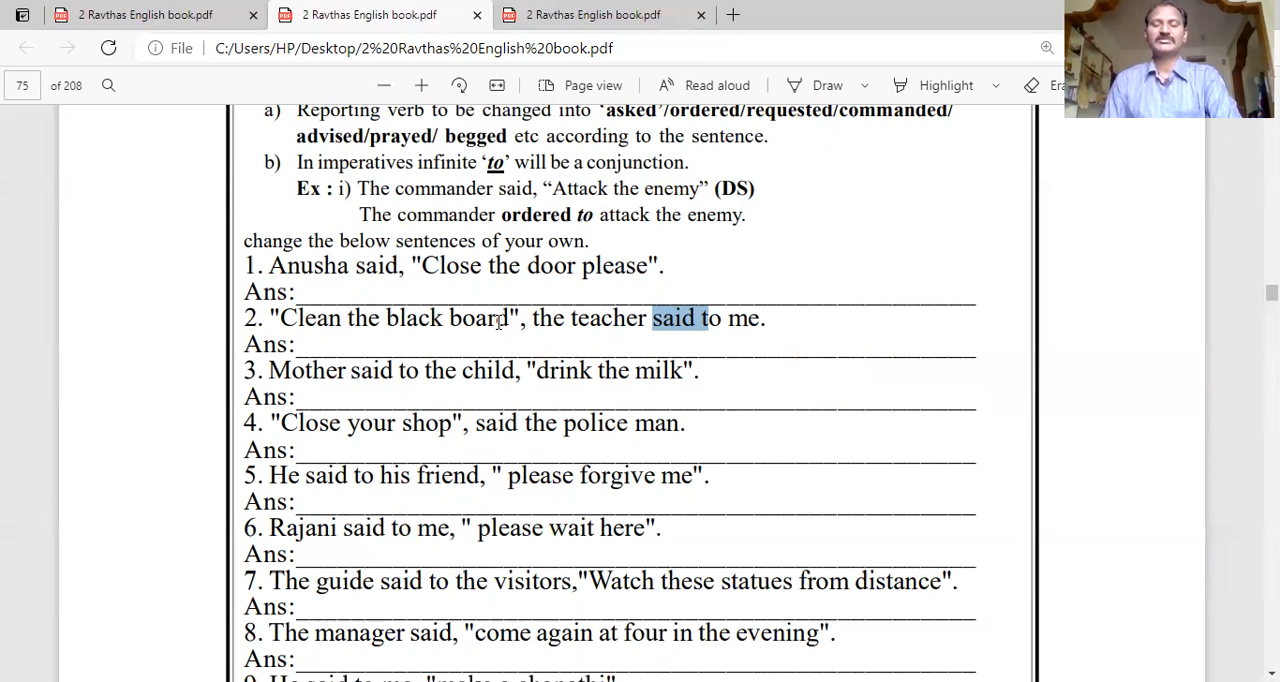 2 Ravthas English book.pdf
2 Ravthas English book.pdf
2 Ravthas English book.pdf
File
C:/Users/HP/Desktop/2%20Ravthas%20English%20book.pdf
75 of 208
Page view
Read aloud
Draw
Highlight
a) Reporting verb to be changed into ‘asked’/ordered/requested/commanded/
advised/prayed/ begged etc according to the sentence.
b) In imperatives infinite ‘to’ will be a conjunction.
Ex : i) The commander said, “Attack the enemy” (DS)
The commander ordered to attack the enemy.
change the below sentences of your own.
1. Anusha said, "Close the door please".
Ans:
2. "Clean the black board", the teacher said to me.
Ans:
3. Mother said to the child, "drink the milk".
Ans:
4. "Close your shop", said the police man.
Ans:
5. He said to his friend, " please forgive me".
Ans:
6. Rajani said to me, " please wait here".
Ans:
7. The guide said to the visitors,"Watch these statues from distance".
Ans:
8. The manager said, "come again at four in the evening".
Ans:
9. He said to me, "make a chapathi"